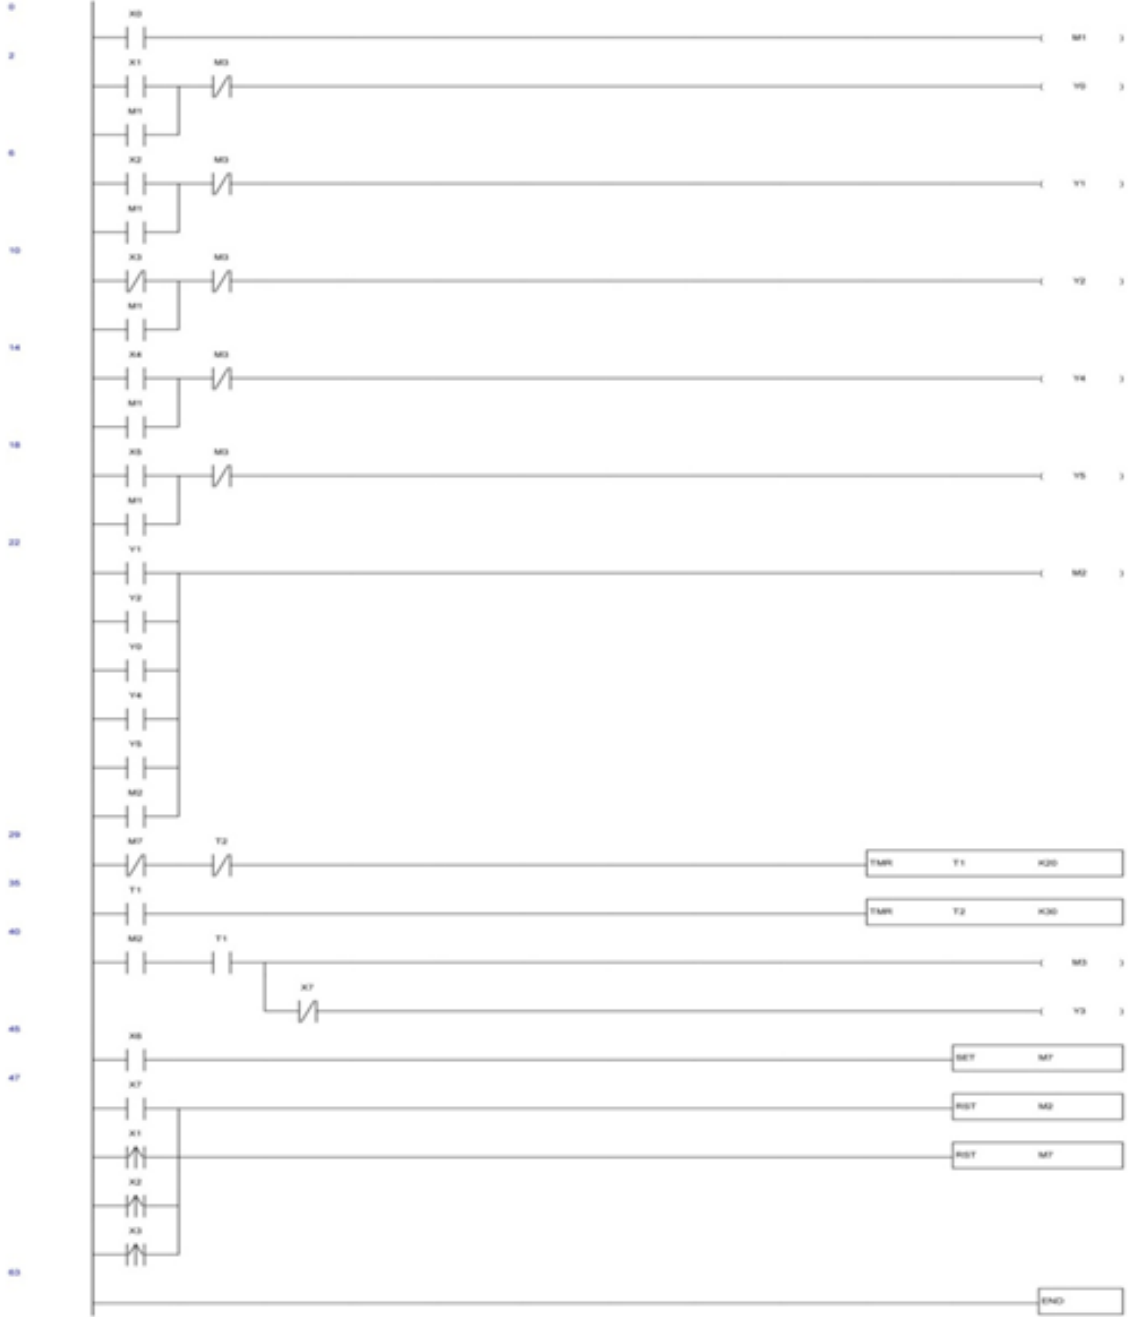 0
X0
M1
2
X1 M3
Y0
M1
6
X2 M3
Y1
M1
10
X3 M3
Y2
M1
14
X4 M3
Y4
M1
18
X5 M3
Y5
M1
22
Y1
M2
Y2
Y0
Y4
Y5
M2
29
M7 T2
TMR T1 K20
35
T1
TMR T2 K30
40
M2 T1
M3
X7
Y3
45
X6
SET M7
47
X7
RST M2
X1
RST M7
X2
X3
63
END